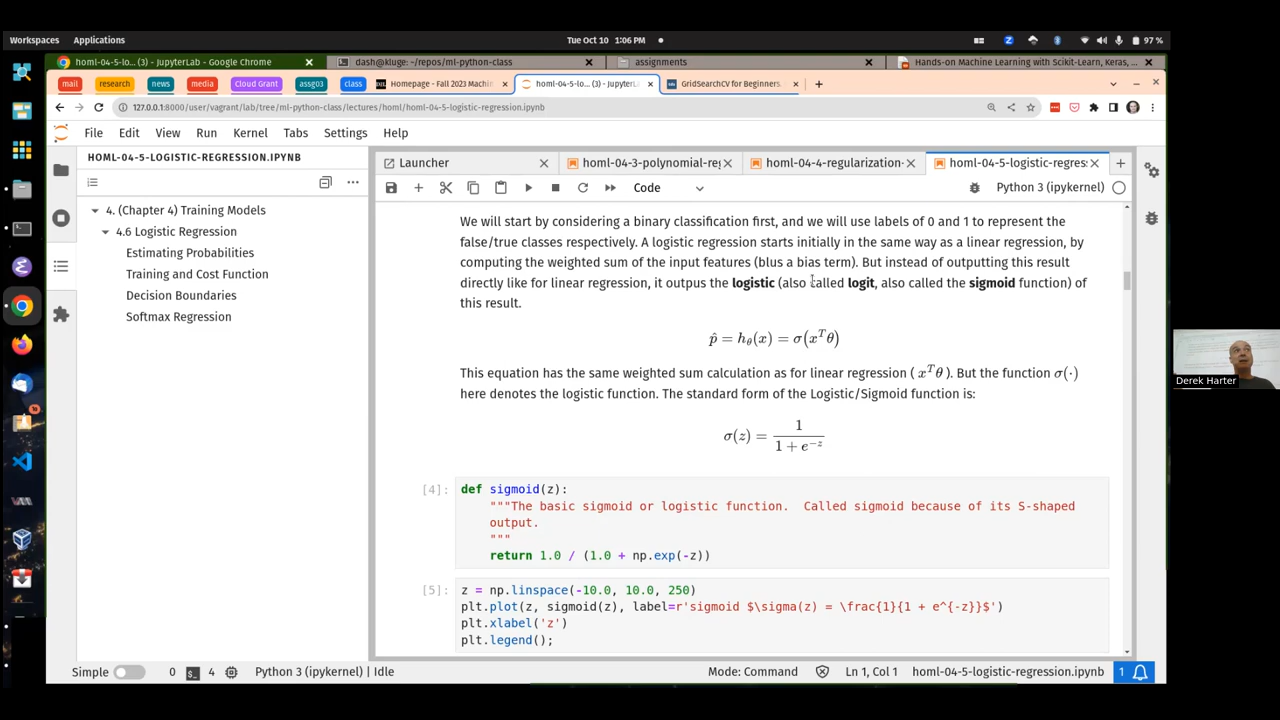 Workspaces Applications Tue Oct 10 1:06 PM 97 %
homl-04-5-lo... (3) - JupyterLab - Google Chrome dash@kluge: ~/repos/ml-python-class assignments Hands-on Machine Learning with Scikit-Learn, Keras,
mail research news media Cloud Grant assg03 class Homepage - Fall 2023 Machin homl-04-5-lo... (3) - JupyterL GridSearchCV for Beginners.
127.0.0.1:8000/user/vagrant/lab/tree/ml-python-class/lectures/homl/homl-04-5-logistic-regression.ipynb
File Edit View Run Kernel Tabs Settings Help
HOML-04-5-LOGISTIC-REGRESSION.IPYNB
Launcher homl-04-3-polynomial-reg homl-04-4-regularization- homl-04-5-logistic-regres:
Code Python 3 (ipykernel)
4. (Chapter 4) Training Models
4.6 Logistic Regression
Estimating Probabilities
Training and Cost Function
Decision Boundaries
Softmax Regression
We will start by considering a binary classification first, and we will use labels of 0 and 1 to represent the
false/true classes respectively. A logistic regression starts initially in the same way as a linear regression, by
computing the weighted sum of the input features (plus a bias term). But instead of outputting this result
directly like for linear regression, it outpus the logistic (also called logit, also called the sigmoid function) of
this result.
p̂ = hθ(x) = σ(xᵀθ)
This equation has the same weighted sum calculation as for linear regression ( xᵀθ ). But the function σ(·)
here denotes the logistic function. The standard form of the Logistic/Sigmoid function is:
σ(z) = 1 / (1 + e⁻ᶻ)
[4]: def sigmoid(z):
"""The basic sigmoid or logistic function. Called sigmoid because of its S-shaped
output.
"""
return 1.0 / (1.0 + np.exp(-z))
[5]: z = np.linspace(-10.0, 10.0, 250)
plt.plot(z, sigmoid(z), label=r'sigmoid $\sigma(z) = \frac{1}{1 + e^{-z}}$')
plt.xlabel('z')
plt.legend();
Simple 0 4 Python 3 (ipykernel) | Idle Mode: Command Ln 1, Col 1 homl-04-5-logistic-regression.ipynb 1
Derek Harter